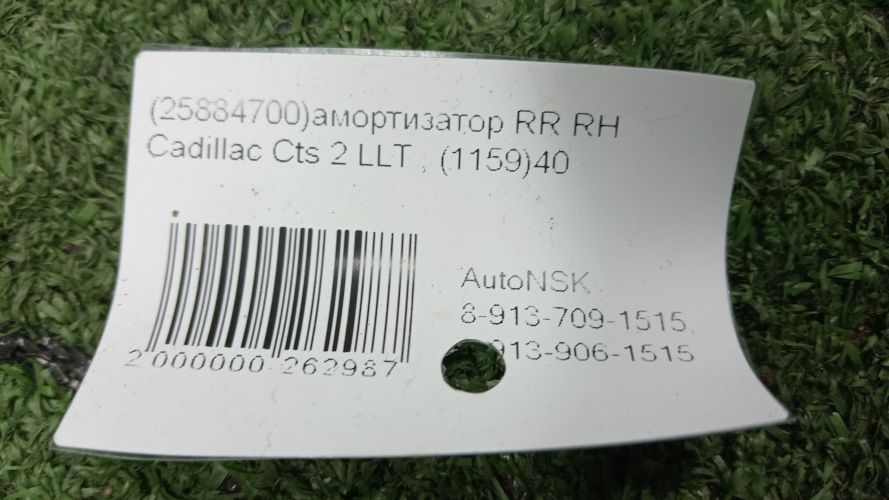 (25884700)амортизатор RR RH
Cadillac Cts 2 LLT , (1159)40
2 000000 262987
AutoNSK
8-913-709-1515,
913-906-1515